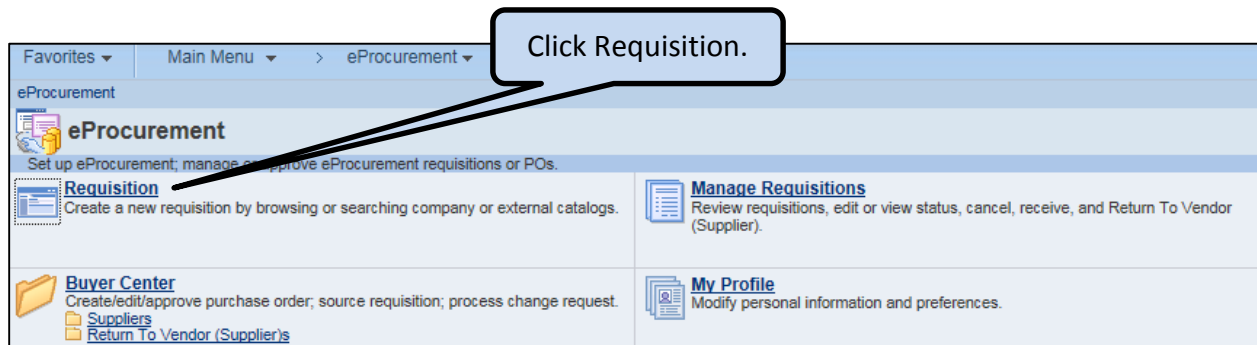 Click Requisition.
Favorites Main Menu > eProcurement
eProcurement
eProcurement
Set up eProcurement; manage or approve eProcurement requisitions or POs.
Requisition
Create a new requisition by browsing or searching company or external catalogs.
Manage Requisitions
Review requisitions, edit or view status, cancel, receive, and Return To Vendor
(Supplier).
Buyer Center
Create/edit/approve purchase order; source requisition; process change request.
Suppliers
Return To Vendor (Supplier)s
My Profile
Modify personal information and preferences.